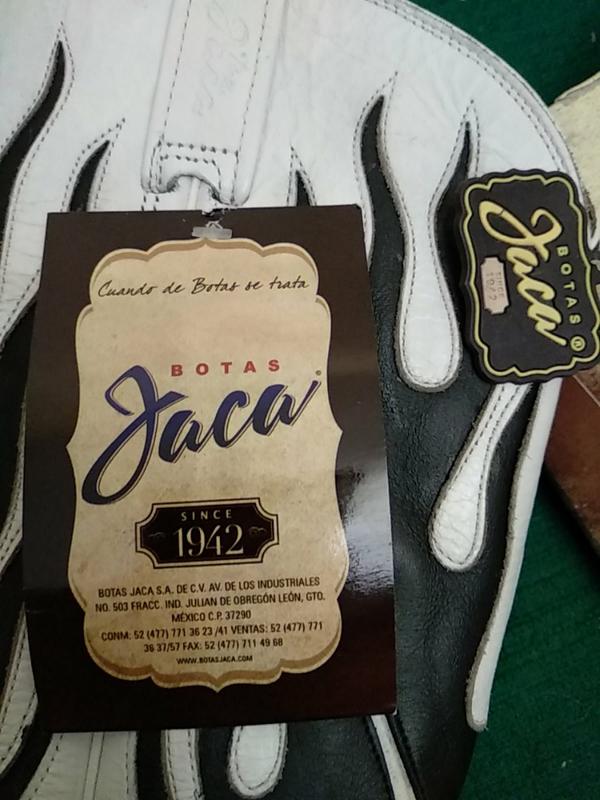 Cuando de Botas se trata
BOTAS
Jaca®
SINCE
1942
BOTAS JACA S.A. DE C.V. AV. DE LOS INDUSTRIALES
NO. 503 FRACC. IND. JULIAN DE OBREGÓN LEÓN, GTO.
MÉXICO C.P. 37290
CONM: 52 (477) 771 36 23 /41 VENTAS: 52 (477) 771
36 37/57 FAX: 52 (477) 711 49 68
WWW.BOTASJACA.COM
BOTAS
Jaca®
SINCE
1942